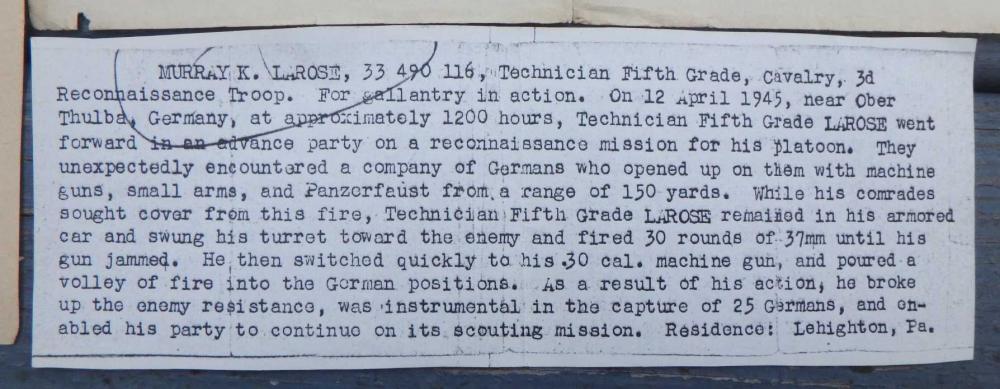 MURRAY K. LAROSE, 33 490 116, Technician Fifth Grade, Cavalry, 3d
Reconnaissance Troop. For gallantry in action. On 12 April 1945, near Ober
Thulba, Germany, at approximately 1200 hours, Technician Fifth Grade LAROSE went
forward in an advance party on a reconnaissance mission for his platoon. They
unexpectedly encountered a company of Germans who opened up on them with machine
guns, small arms, and Panzerfaust from a range of 150 yards. While his comrades
sought cover from this fire, Technician Fifth Grade LAROSE remained in his armored
car and swung his turret toward the enemy and fired 30 rounds of 37mm until his
gun jammed. He then switched quickly to his .30 cal. machine gun, and poured a
volley of fire into the German positions. As a result of his action, he broke
up the enemy resistance, was instrumental in the capture of 25 Germans, and en-
abled his party to continue on its scouting mission. Residence: Lehighton, Pa.